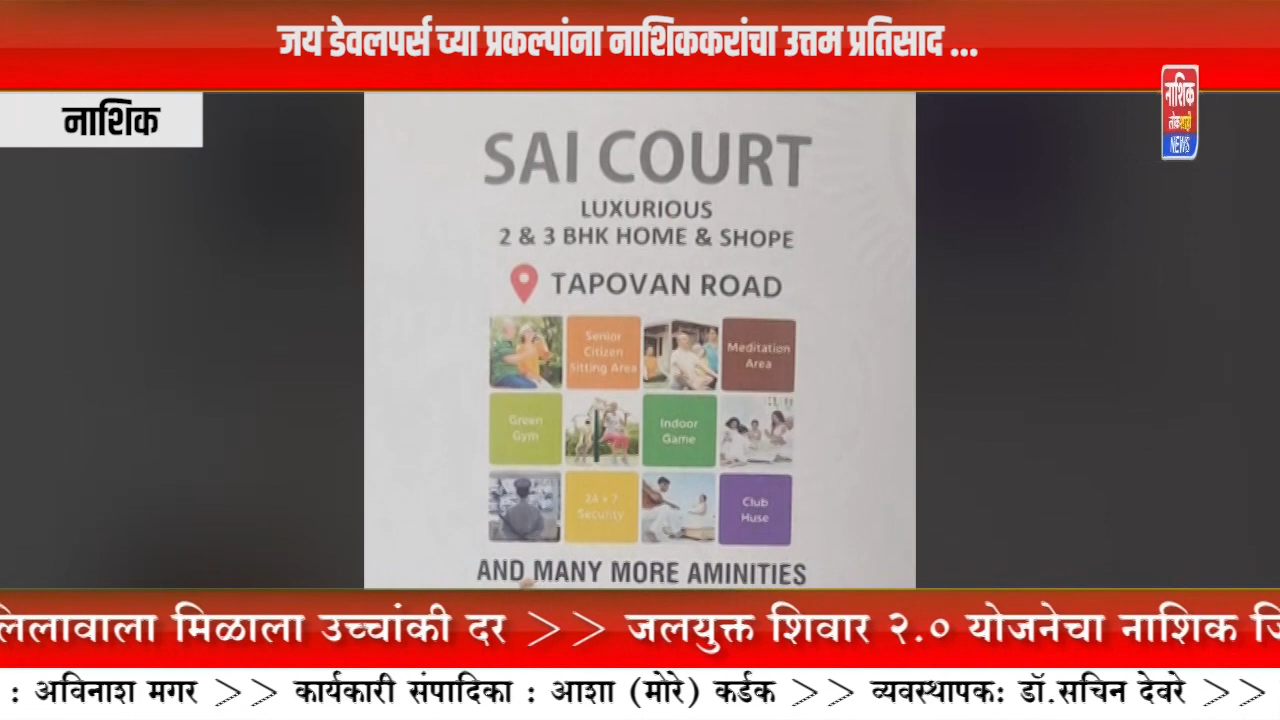 जय डेवलपर्स च्या प्रकल्पांना नाशिककरांचा उत्तम प्रतिसाद ...
नाशिक
नाशिक
लोकशाही
NEWS
SAI COURT
LUXURIOUS
2 & 3 BHK HOME & SHOPE
TAPOVAN ROAD
Senior
Citizen
Sitting Area
Meditation
Area
Green
Gym
Indoor
Game
24 x 7
Security
Club
Huse
AND MANY MORE AMINITIES
लिलावाला मिळाला उच्चांकी दर >> जलयुक्त शिवार २.० योजनेचा नाशिक जि
: अविनाश मगर >> कार्यकारी संपादिका : आशा (मोरे) कर्डक >> व्यवस्थापक: डॉ.सचिन देवरे >>